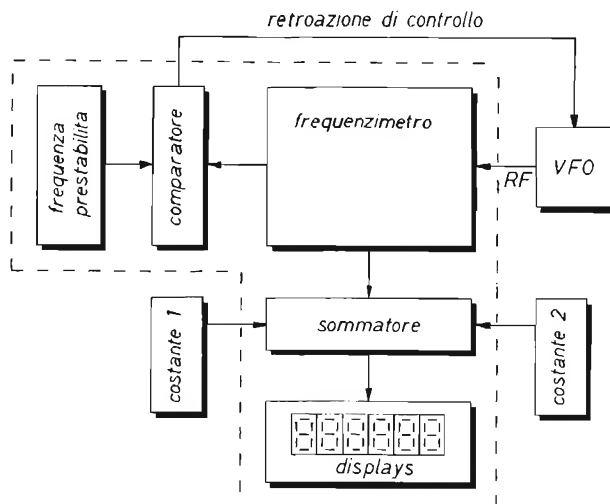 retroazione di controllo
frequenza
prestabilita
comparatore
frequenzimetro
RF
VFO
costante 1
sommatore
costante 2
displays